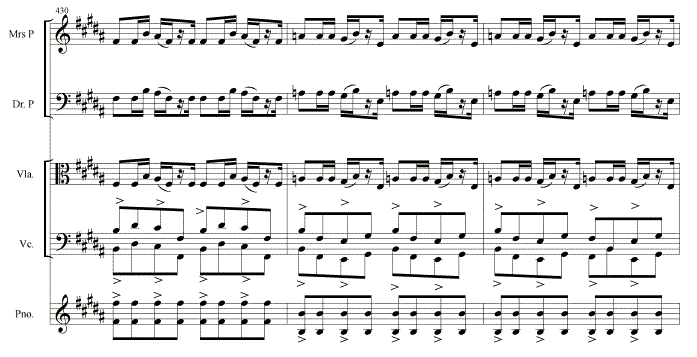 430
Mrs P
Dr. P
Vla.
Vc.
Pno.